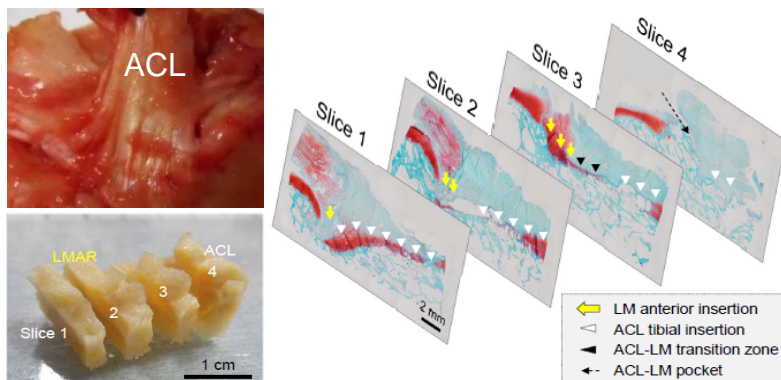 ACL
LMAR
ACL
4
3
2
Slice 1
1 cm
Slice 1
Slice 2
Slice 3
Slice 4
2 mm
LM anterior insertion
ACL tibial insertion
ACL-LM transition zone
ACL-LM pocket